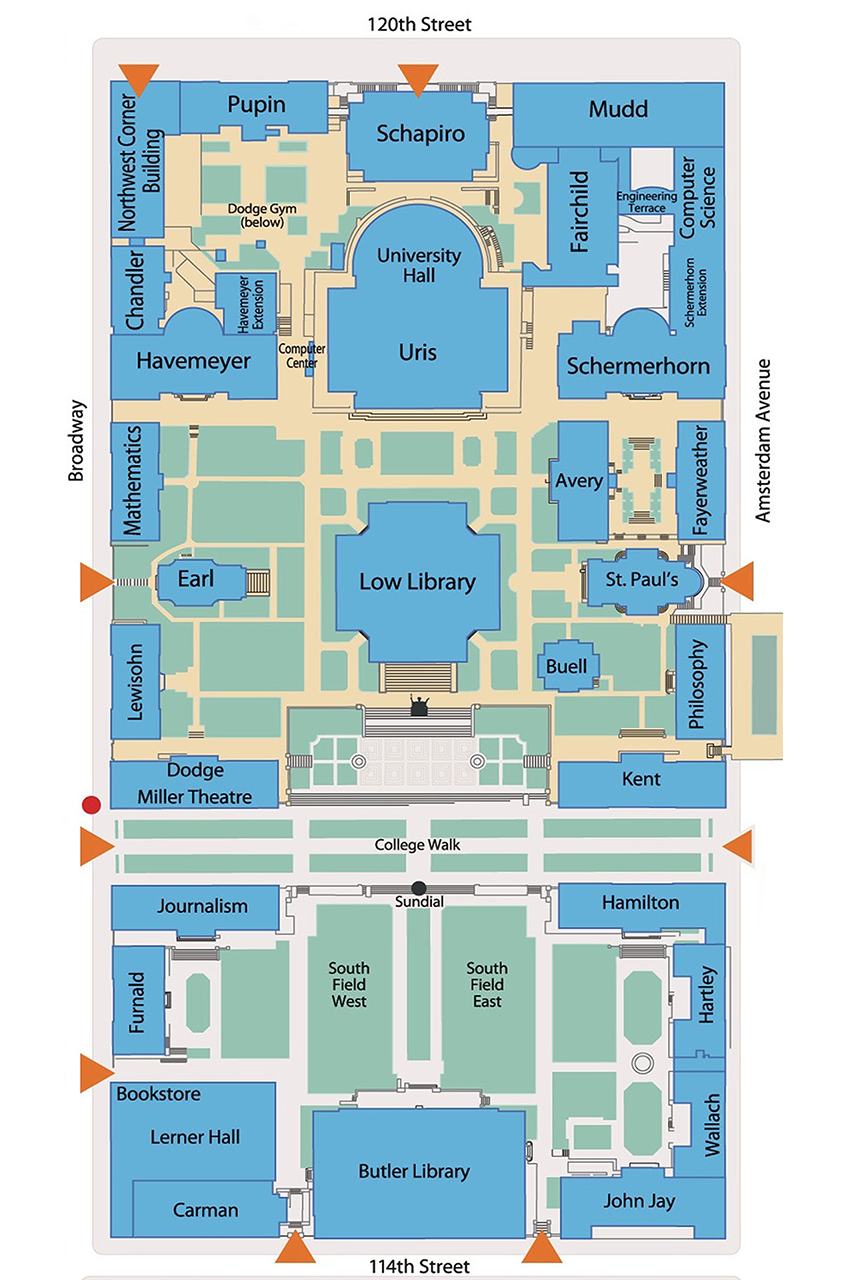 120th Street
Northwest Corner
Building
Pupin
Schapiro
Mudd
Dodge Gym
(below)
Fairchild
Engineering
Terrace
Computer
Science
University
Hall
Chandler
Havemeyer
Extension
Schermerhorn
Extension
Havemeyer
Computer
Center
Uris
Schermerhorn
Broadway
Amsterdam Avenue
Mathematics
Avery
Fayerweather
Earl
Low Library
St. Paul's
Lewisohn
Buell
Philosophy
Dodge
Miller Theatre
Kent
College Walk
Journalism
Sundial
Hamilton
Furnald
South
Field
West
South
Field
East
Hartley
Bookstore
Lerner Hall
Wallach
Butler Library
Carman
John Jay
114th Street